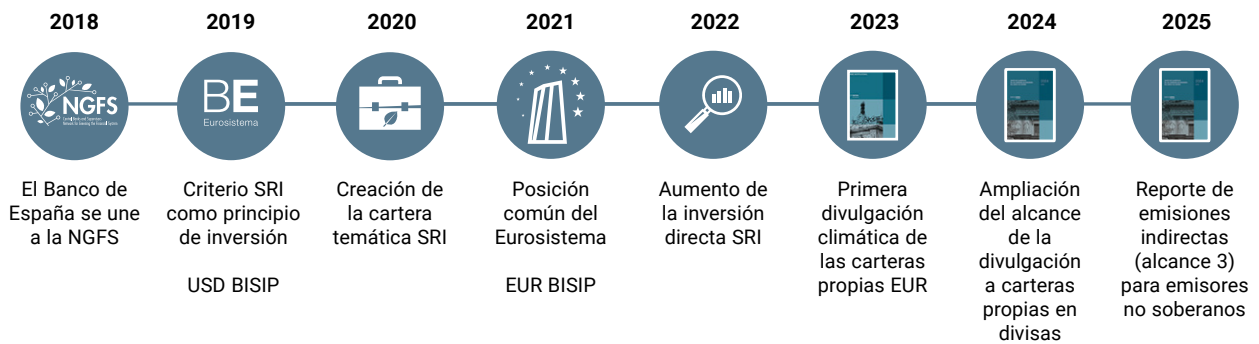 2018
2019
2020
2021
2022
2023
2024
2025
NGFS
BE
Eurosistema
El Banco de
España se une
a la NGFS
Criterio SRI
como principio
de inversión
USD BISIP
Creación de
la cartera
temática SRI
Posición
común del
Eurosistema
EUR BISIP
Aumento de
la inversión
directa SRI
Primera
divulgación
climática de
las carteras
propias EUR
Ampliación
del alcance
de la
divulgación
a carteras
propias en
divisas
Reporte de
emisiones
indirectas
(alcance 3)
para emisores
no soberanos